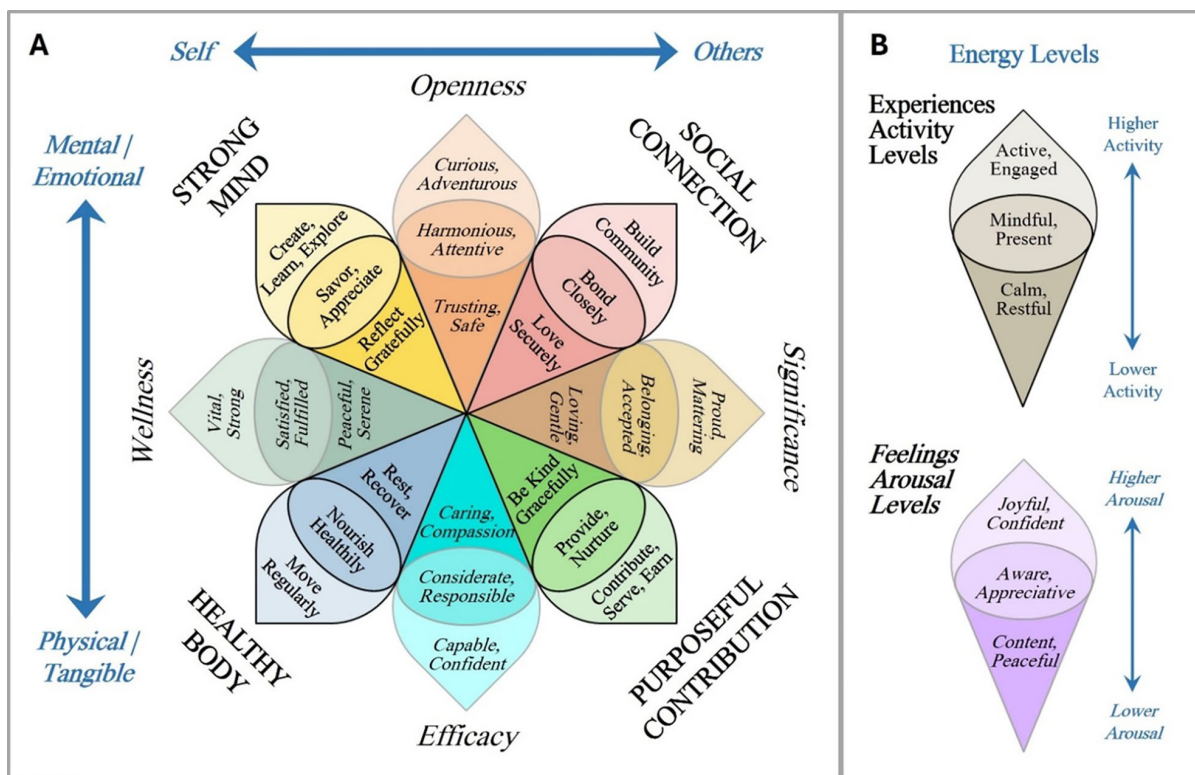 A
Self
Others
Openness
Mental /
Emotional
Physical /
Tangible
STRONG
MIND
SOCIAL
CONNECTION
Curious,
Adventurous
Harmonious,
Attentive
Trusting,
Safe
Create,
Learn, Explore
Savor,
Appreciate
Reflect
Gratefully
Build
Community
Bond
Closely
Love
Securely
Wellness
Vital,
Strong
Satisfied,
Fulfilled
Peaceful,
Serene
Loving,
Gentle
Belonging,
Accepted
Proud,
Mattering
Significance
Rest,
Recover
Nourish
Healthily
Move
Regularly
Caring,
Compassion
Considerate,
Responsible
Capable,
Confident
Be Kind
Gracefully
Provide,
Nurture
Contribute,
Serve, Earn
HEALTHY
BODY
PURPOSEFUL
CONTRIBUTION
Efficacy
B
Energy Levels
Experiences
Activity
Levels
Active,
Engaged
Mindful,
Present
Calm,
Restful
Higher
Activity
Lower
Activity
Feelings
Arousal
Levels
Joyful,
Confident
Aware,
Appreciative
Content,
Peaceful
Higher
Arousal
Lower
Arousal